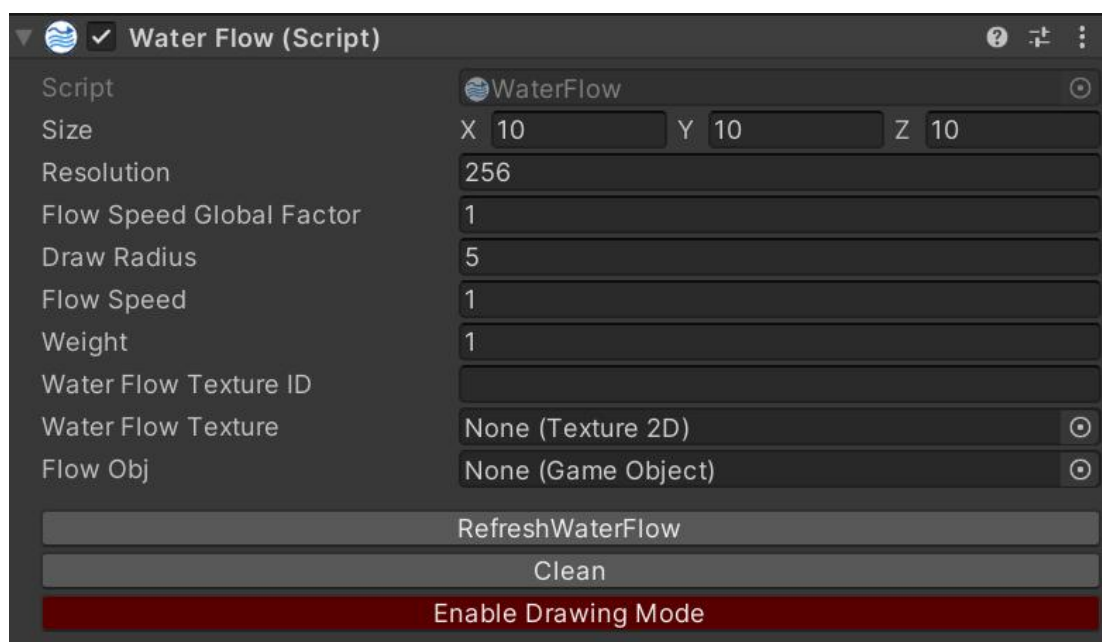 Water Flow (Script)
Script WaterFlow
Size X 10 Y 10 Z 10
Resolution 256
Flow Speed Global Factor 1
Draw Radius 5
Flow Speed 1
Weight 1
Water Flow Texture ID
Water Flow Texture None (Texture 2D)
Flow Obj None (Game Object)
RefreshWaterFlow
Clean
Enable Drawing Mode